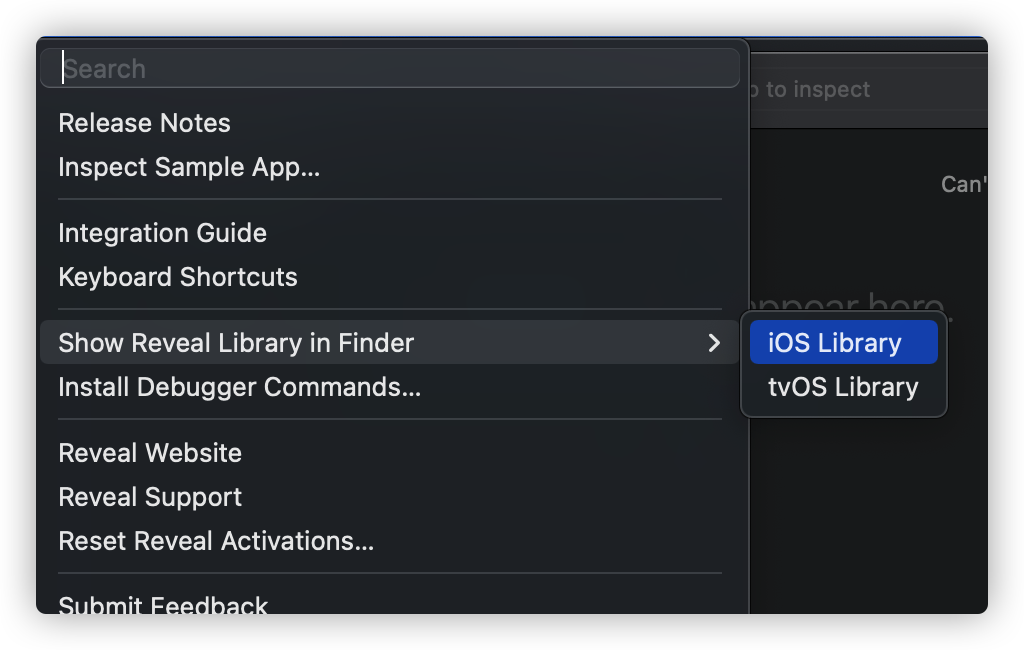 Search
to inspect
Release Notes
Inspect Sample App...
Can'
Integration Guide
Keyboard Shortcuts
appear here.
Show Reveal Library in Finder
iOS Library
Install Debugger Commands...
tvOS Library
Reveal Website
Reveal Support
Reset Reveal Activations...
Submit Feedback